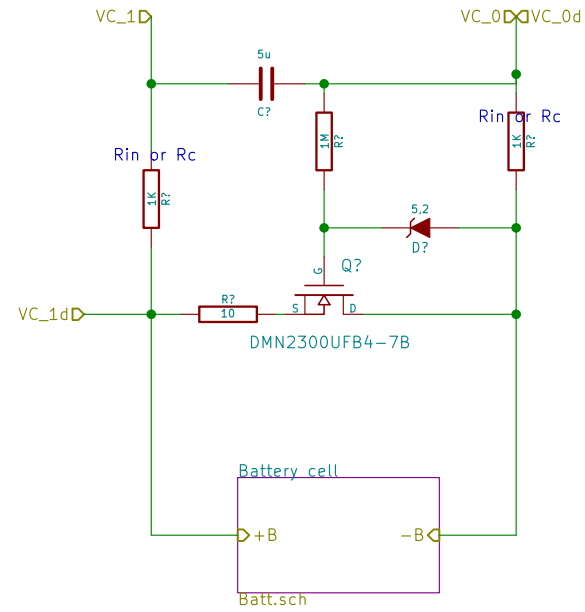 VC_1
VC_0
VC_0d
5u
C?
Rin or Rc
1K
R?
1M
R?
Rin or Rc
1K
R?
5,2
D?
G
Q?
VC_1d
R?
10
S
D
DMN2300UFB4-7B
Battery cell
+B
-B
Batt.sch